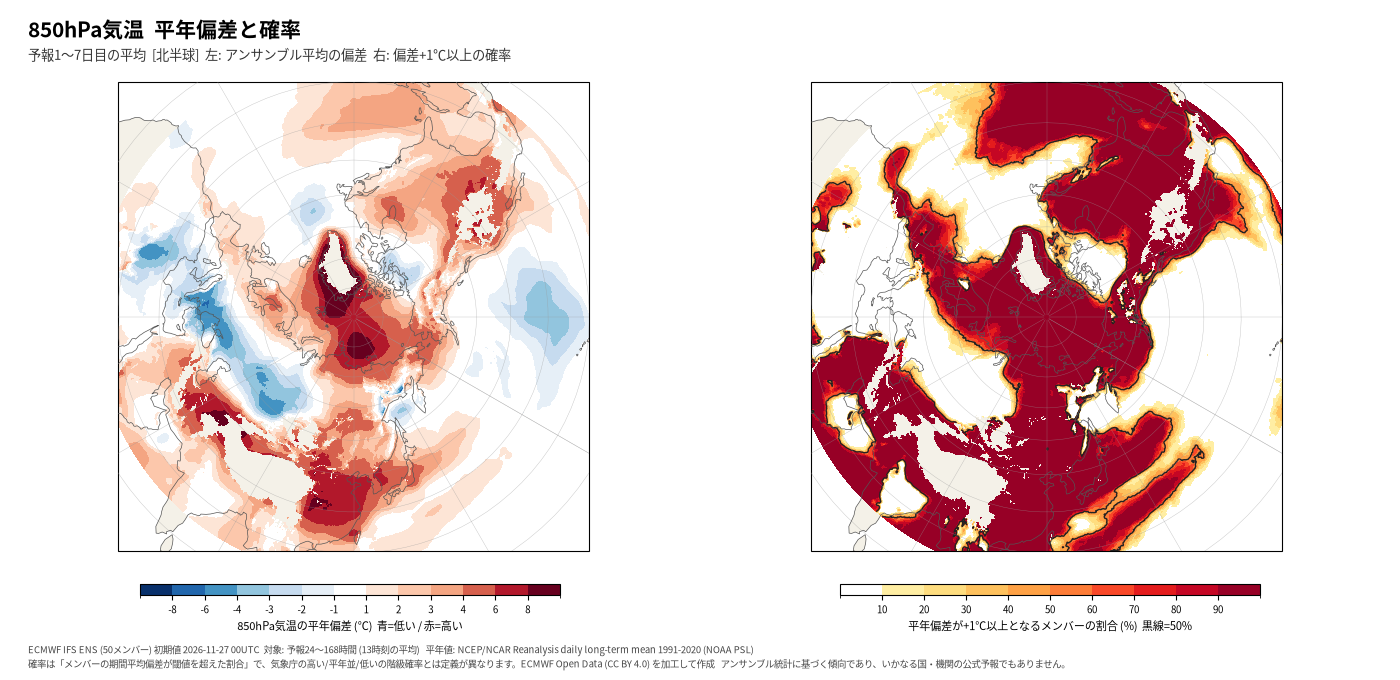 850hPa気温 平年偏差と確率
予報1～7日目の平均 [北半球] 左: アンサンブル平均の偏差 右: 偏差+1℃以上の確率
-8 -6 -4 -3 -2 -1 1 2 3 4 6 8
850hPa気温の平年偏差 (℃) 青=低い / 赤=高い
10 20 30 40 50 60 70 80 90
平年偏差が+1℃以上となるメンバーの割合 (%) 黒線=50%
ECMWF IFS ENS (50メンバー) 初期値 2026-11-27 00UTC 対象: 予報24～168時間 (13時刻の平均) 平年値: NCEP/NCAR Reanalysis daily long-term mean 1991-2020 (NOAA PSL)
確率は「メンバーの期間平均偏差が閾値を超えた割合」で、気象庁の高い/平年並/低いの階級確率とは定義が異なります。ECMWF Open Data (CC BY 4.0) を加工して作成 アンサンブル統計に基づく傾向であり、いかなる国・機関の公式予報でもありません。